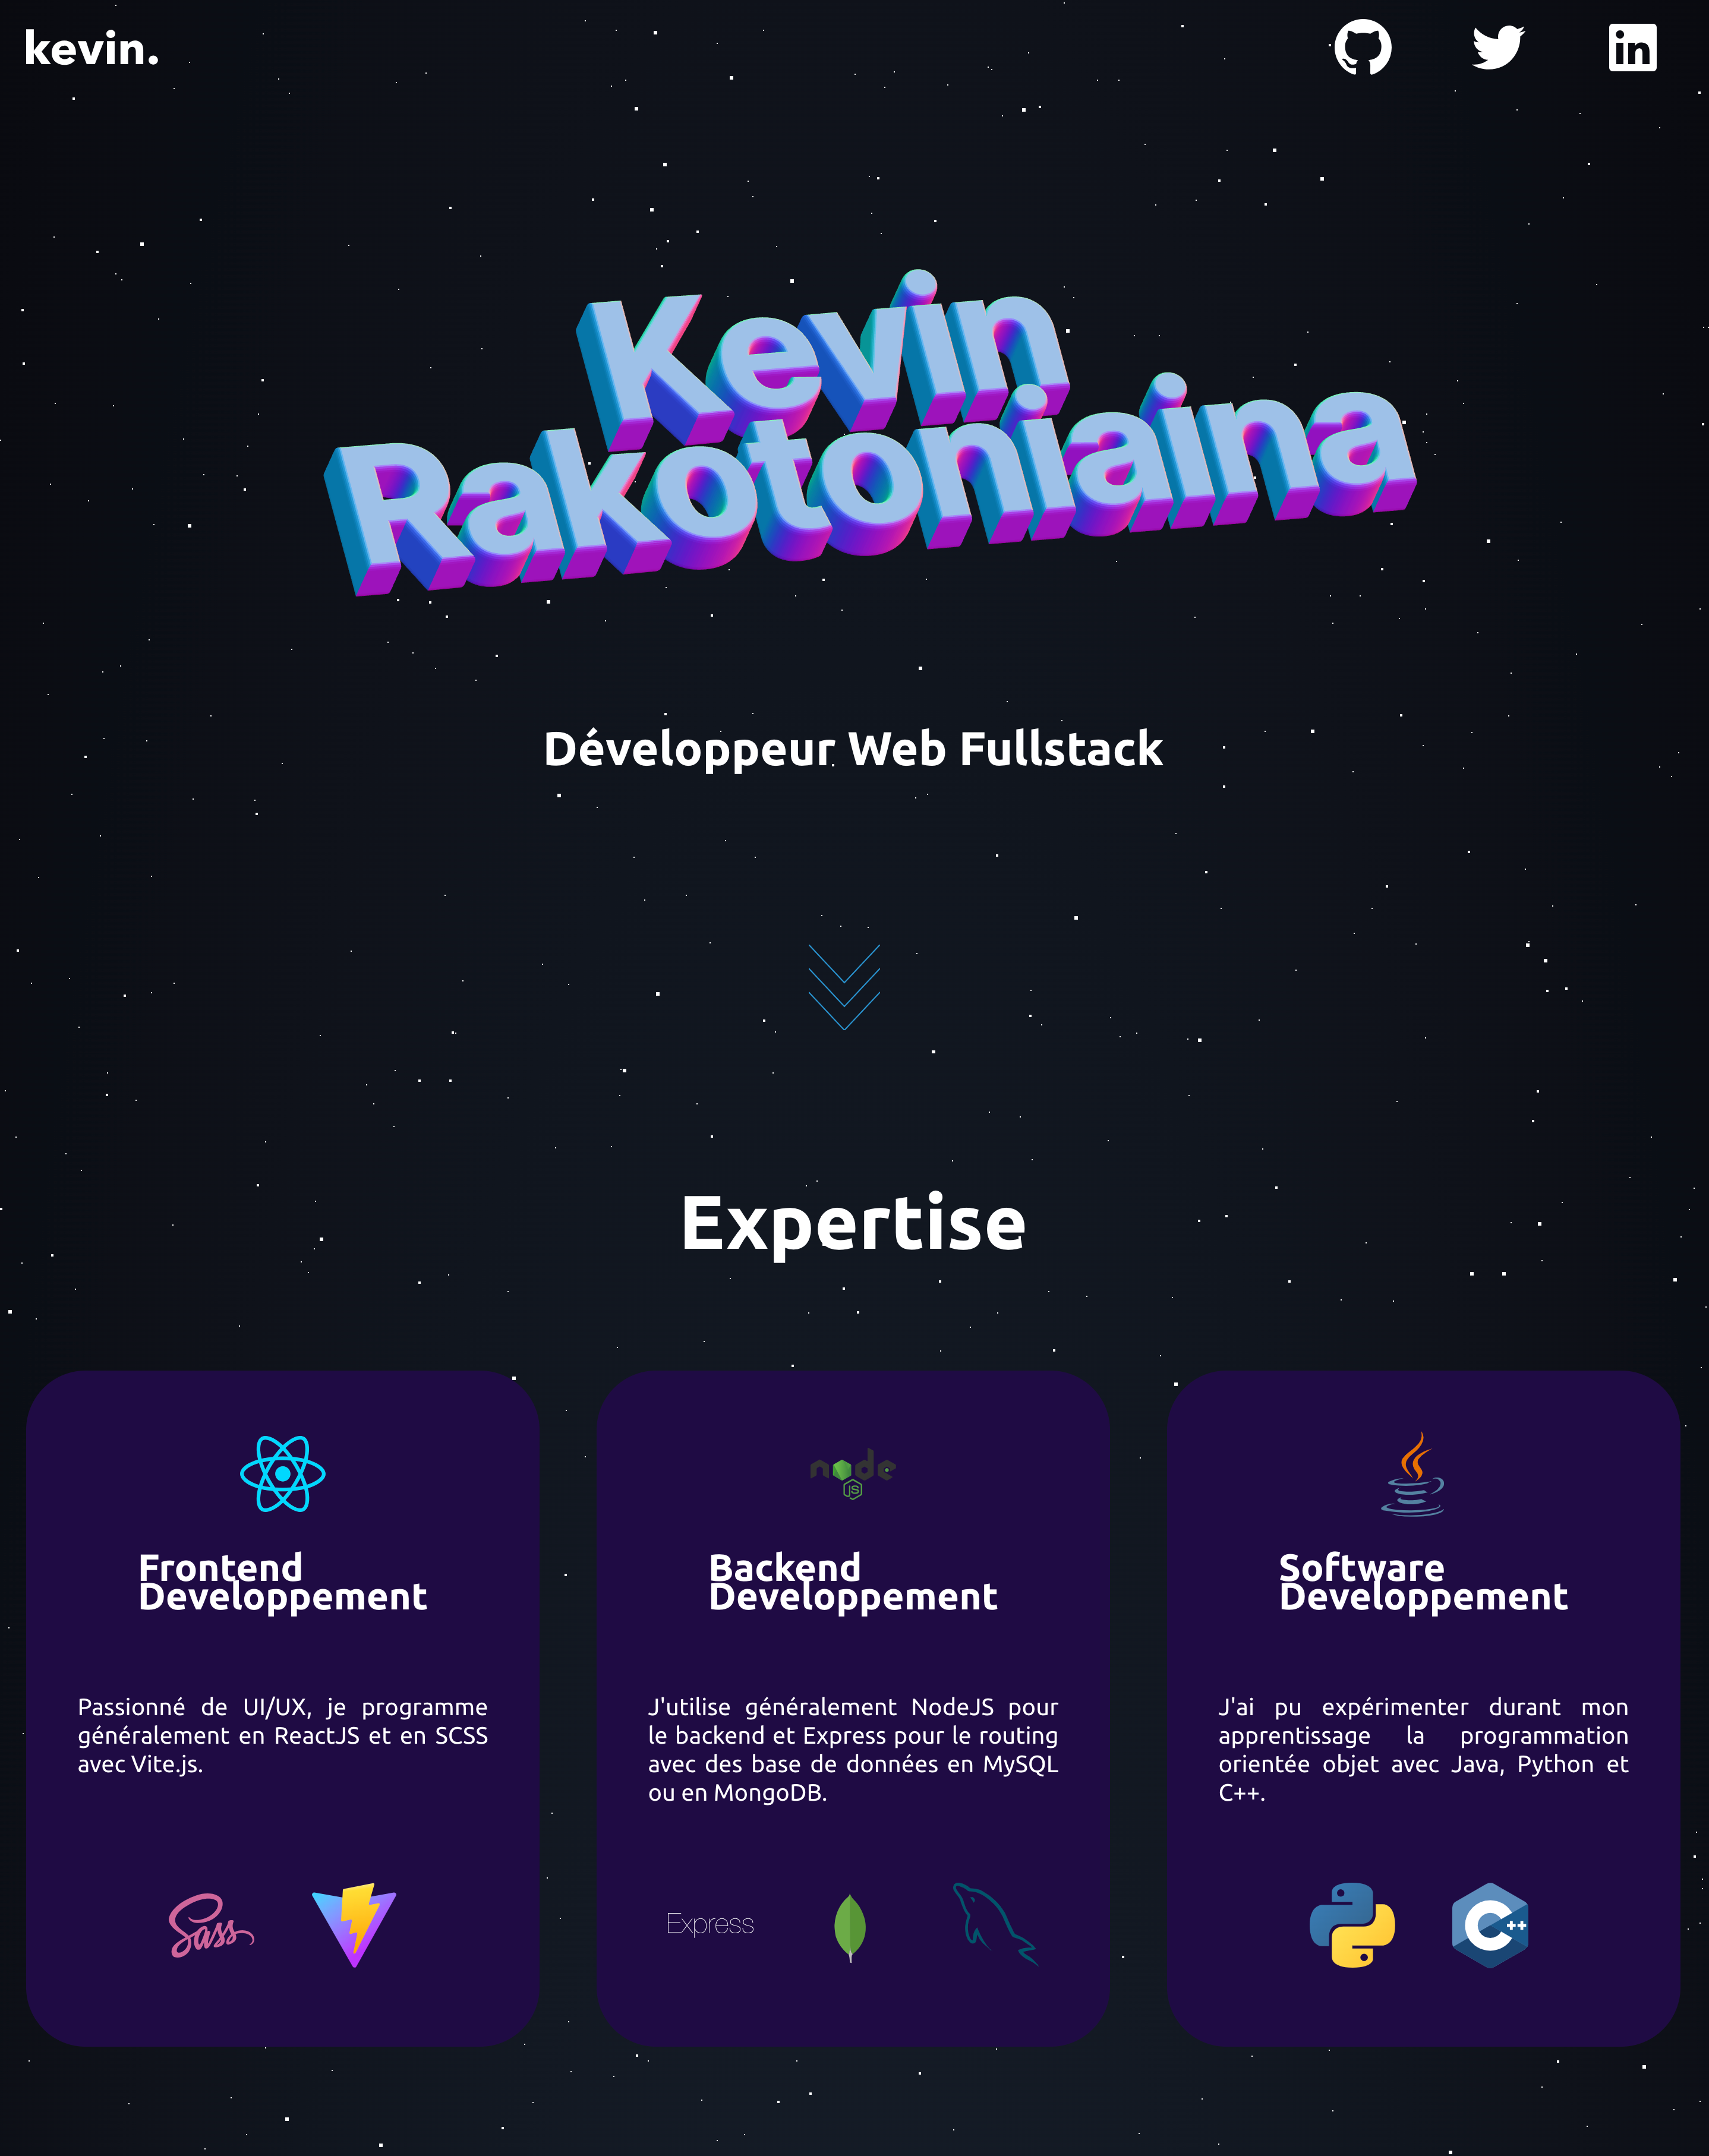 kevin.
in
Kevin
Rakotoniaina
Développeur Web Fullstack
Expertise
node
JS
Frontend
Developpement
Backend
Developpement
Software
Developpement
Passionné de UI/UX, je programme
généralement en ReactJS et en SCSS
avec Vite.js.
J'utilise généralement NodeJS pour
le backend et Express pour le routing
avec des base de données en MySQL
ou en MongoDB.
J'ai pu expérimenter durant mon
apprentissage la programmation
orientée objet avec Java, Python et
C++.
Sass
Express
C++